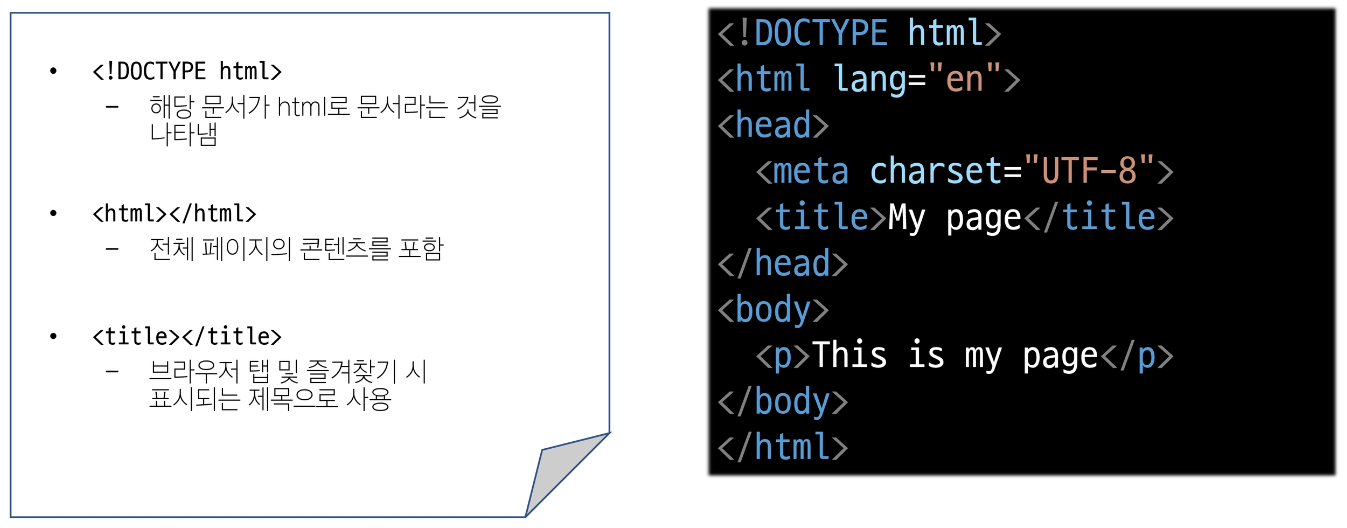 • <!DOCTYPE html>
– 해당 문서가 html로 문서라는 것을
나타냄
• <html></html>
– 전체 페이지의 콘텐츠를 포함
• <title></title>
– 브라우저 탭 및 즐겨찾기 시
표시되는 제목으로 사용
<!DOCTYPE html>
<html lang="en">
<head>
  <meta charset="UTF-8">
  <title>My page</title>
</head>
<body>
  <p>This is my page</p>
</body>
</html>